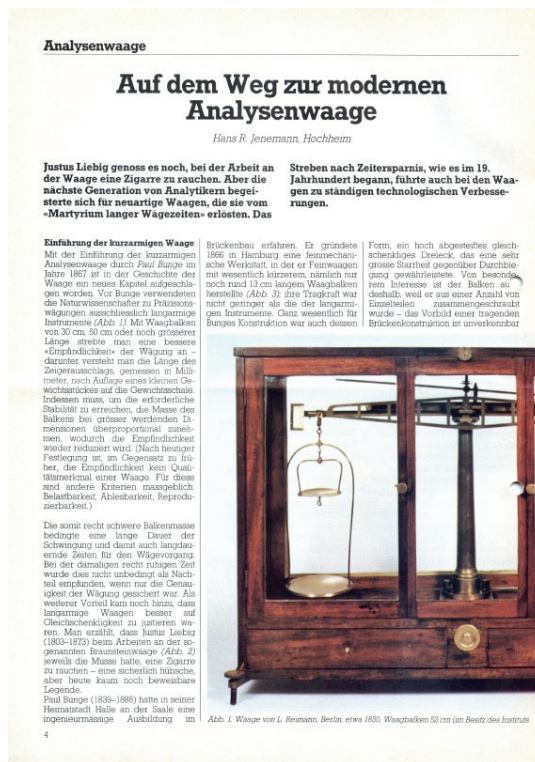 Analysenwaage
Auf dem Weg zur modernen
Analysenwaage
Hans R. Jenemann, Hochheim
Justus Liebig genoss es noch, bei der Arbeit an
der Waage eine Zigarre zu rauchen. Aber die
nächste Generation von Analytikern begei-
sterte sich für neuartige Waagen, die sie vom
«Martyrium langer Wägezeiten» erlösten. Das
Streben nach Zeitersparnis, wie es im 19.
Jahrhundert begann, führte auch bei den Waa-
gen zu ständigen technologischen Verbesse-
rungen.
Einführung der kurzarmigen Waage
Mit der Einführung der kurzarmigen
Analysenwaage durch Paul Bunge im
Jahre 1867 ist in der Geschichte der
Waage ein neues Kapitel aufgeschla-
gen worden. Vor Bunge verwendeten
die Naturwissenschafter zu Präzisions-
wägungen ausschliesslich langarmige
Instrumente (Abb. 1). Mit Waagbalken
von 30 cm, 50 cm oder noch grösserer
Länge strebte man eine bessere
«Empfindlichkeit» der Wägung an –
darunter versteht man die Länge des
Zeigerausschlags, gemessen in Milli-
meter, nach Auflage eines kleinen Ge-
wichtsstückes auf die Gewichtsschale.
Indessen muss, um die erforderliche
Stabilität zu erreichen, die Masse des
Balkens bei grösser werdenden Di-
mensionen überproportional zuneh-
men, wodurch die Empfindlichkeit
wieder reduziert wird. (Nach heutiger
Festlegung ist, im Gegensatz zu frü-
her, die Empfindlichkeit kein Quali-
tätsmerkmal einer Waage. Für diese
sind andere Kriterien massgeblich:
Belastbarkeit, Ablesbarkeit, Reprodu-
zierbarkeit.)
Die somit recht schwere Balkenmasse
bedingte eine lange Dauer der
Schwingung und damit auch langdau-
ernde Zeiten für den Wägevorgang.
Bei der damaligen recht ruhigen Zeit
wurde dies nicht unbedingt als Nach-
teil empfunden, wenn nur die Genau-
igkeit der Wägung gesichert war. Als
weiterer Vorteil kam noch hinzu, dass
langarmige Waagen besser auf
Gleichschenkligkeit zu justieren wa-
ren. Man erzählt, dass Justus Liebig
(1803–1873) beim Arbeiten an der so-
genannten Braunsteinwaage (Abb. 2)
jeweils die Musse hatte, eine Zigarre
zu rauchen – eine sicherlich hübsche,
aber heute kaum noch beweisbare
Legende.
Paul Bunge (1839–1888) hatte in seiner
Heimatstadt Halle an der Saale eine
ingenieurmässige Ausbildung im
Brückenbau erfahren. Er gründete
1866 in Hamburg eine feinmechani-
sche Werkstatt, in der er Feinwaagen
mit wesentlich kürzerem, nämlich nur
noch rund 13 cm langem Waagbalken
herstellte (Abb. 3); ihre Tragkraft war
nicht geringer als die der langarmi-
gen Instrumente. Ganz wesentlich für
Bunges Konstruktion war auch dessen
Form, ein hoch abgesteiftes gleich-
schenkliges Dreieck, das eine sehr
grosse Starrheit gegenüber Durchbie-
gung gewährleistete. Von besonde-
rem Interesse ist der Balken au
deshalb, weil er aus einer Anzahl von
Einzelteilen zusammengeschraubt
wurde – das Vorbild einer tragenden
Brückenkonstruktion ist unverkennbar
Abb. 1. Waage von L. Reimann, Berlin, etwa 1850, Waagbalken 52 cm (im Besitz des Instituts
4